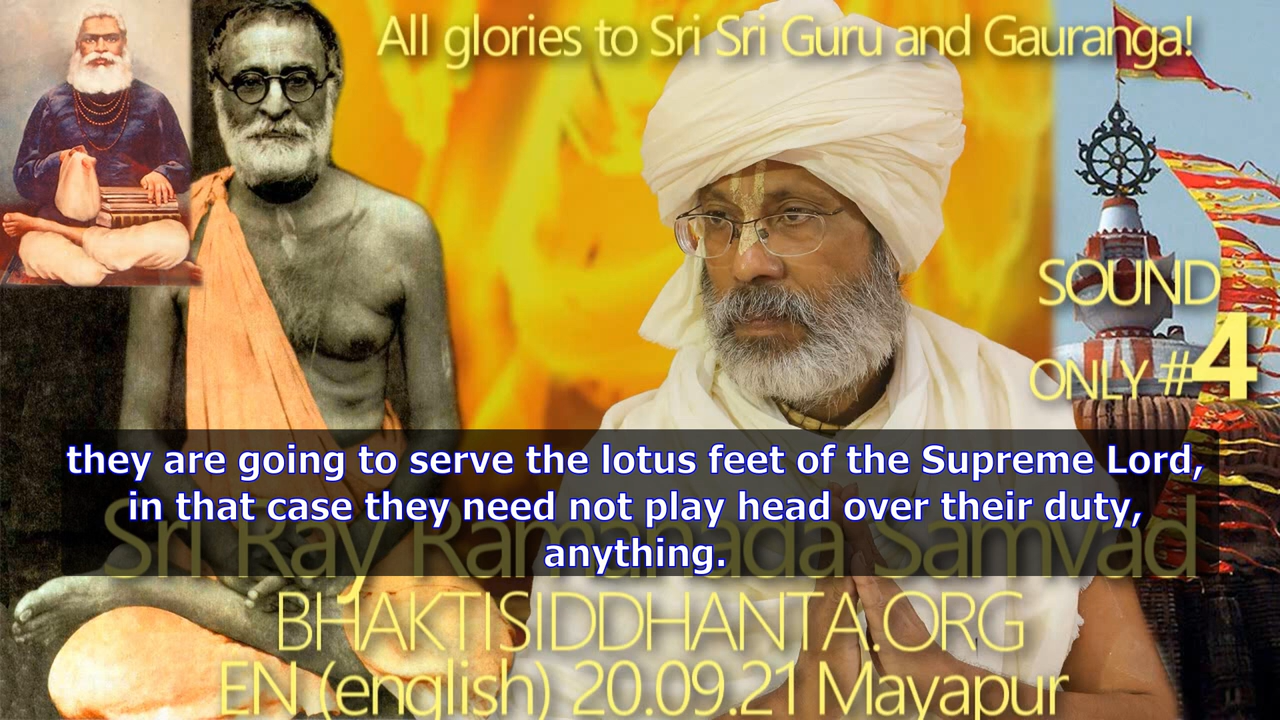 All glories to Sri Sri Guru and Gauranga!
SOUND
ONLY #4
they are going to serve the lotus feet of the Supreme Lord,
in that case they need not play head over their duty,
anything.
Sri Ray Ramanada Samvad
BHAKTISIDDHANTA.ORG
EN (english) 20.09.21 Mayapur